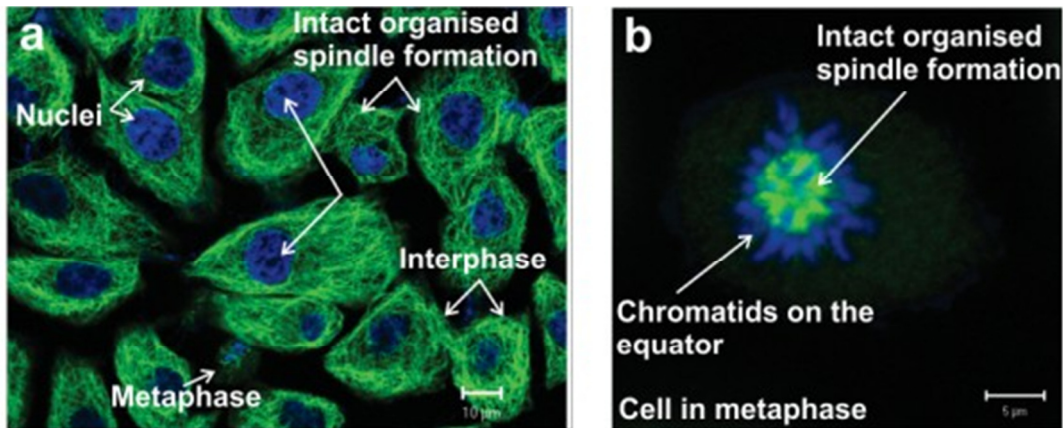 a
Intact organised
spindle formation
Nuclei
Interphase
Metaphase
10 µm
b
Intact organised
spindle formation
Chromatids on the
equator
Cell in metaphase
5 µm